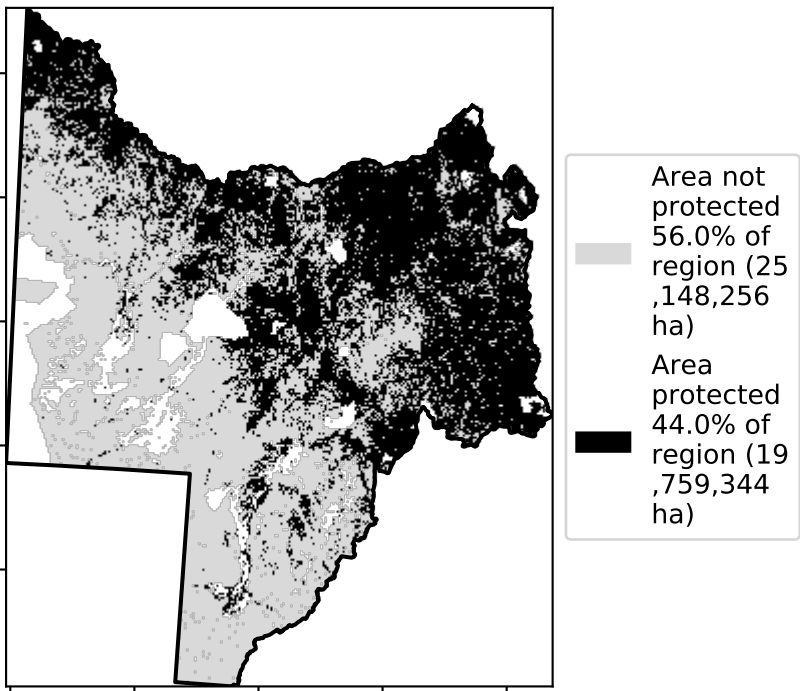 Area not
protected
56.0% of
region (25
,148,256
ha)
Area
protected
44.0% of
region (19
,759,344
ha)